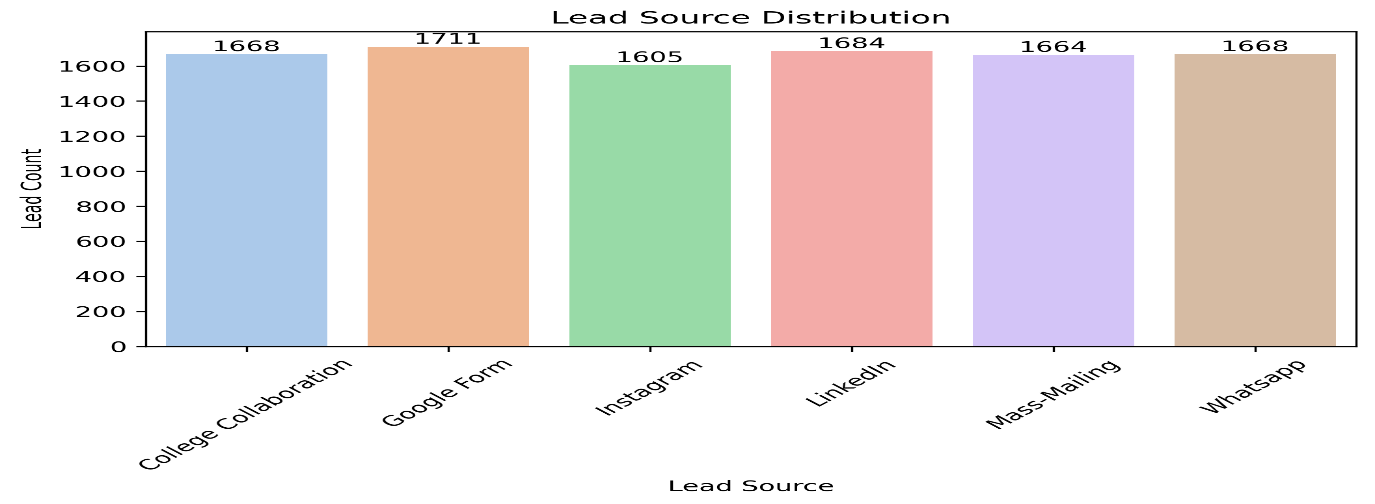 Lead Source Distribution
1668 1711 1605 1684 1664 1668
Lead Count
1600
1400
1200
1000
800
600
400
200
0
College Collaboration
Google Form
Instagram
LinkedIn
Mass-Mailing
Whatsapp
Lead Source